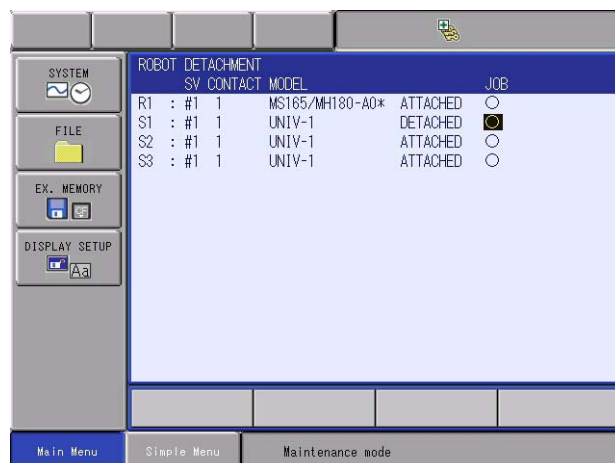 SYSTEM
FILE
EX. MEMORY
CF
DISPLAY SETUP
Aa
ROBOT DETACHMENT
SV CONTACT MODEL JOB
R1 : #1 1 MS165/MH180-A0* ATTACHED ○
S1 : #1 1 UNIV-1 DETACHED ○
S2 : #1 1 UNIV-1 ATTACHED ○
S3 : #1 1 UNIV-1 ATTACHED ○
Main Menu
Simple Menu
Maintenance mode